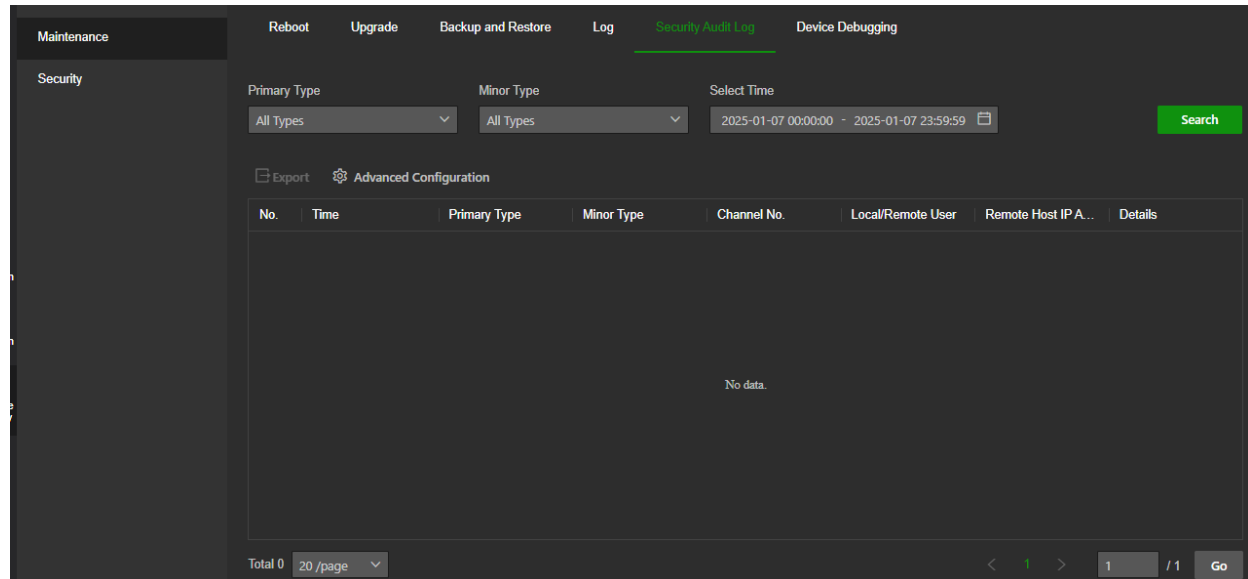 Maintenance
Security
Reboot Upgrade Backup and Restore Log Security Audit Log Device Debugging
Primary Type Minor Type Select Time
All Types All Types 2025-01-07 00:00:00 - 2025-01-07 23:59:59 Search
Export Advanced Configuration
No. Time Primary Type Minor Type Channel No. Local/Remote User Remote Host IP A... Details
No data.
Total 0 20 /page < 1 > 1 / 1 Go